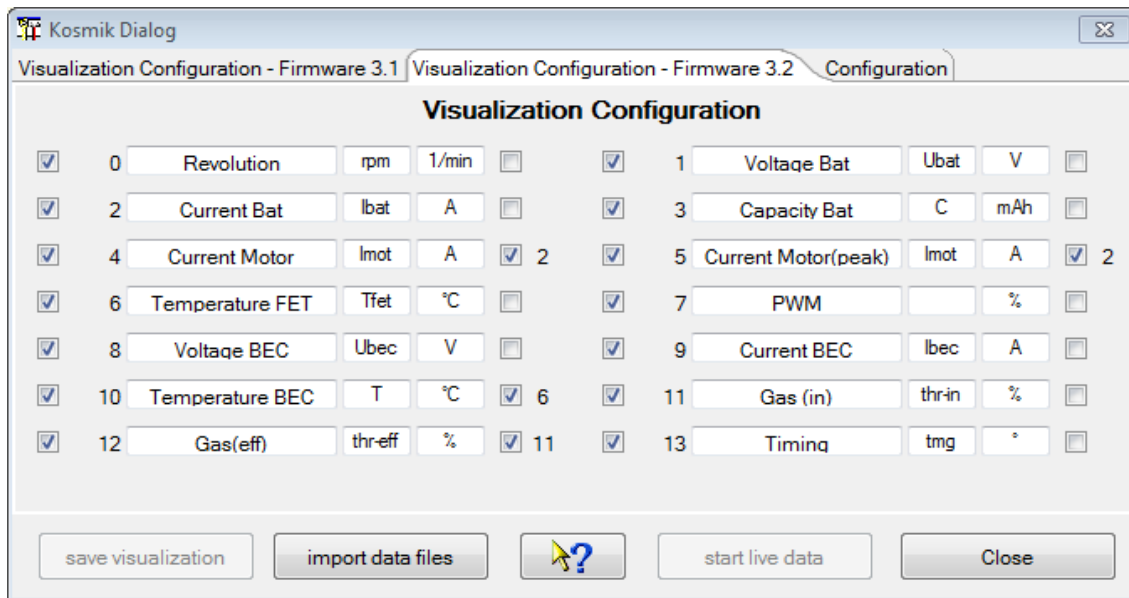 Kosmik Dialog
Visualization Configuration - Firmware 3.1 Visualization Configuration - Firmware 3.2 Configuration
Visualization Configuration
0 Revolution rpm 1/min 1 Voltage Bat Ubat V
2 Current Bat Ibat A 3 Capacity Bat C mAh
4 Current Motor Imot A 2 5 Current Motor(peak) Imot A 2
6 Temperature FET Tfet °C 7 PWM %
8 Voltage BEC Ubec V 9 Current BEC Ibec A
10 Temperature BEC T °C 6 11 Gas (in) thr-in %
12 Gas(eff) thr-eff % 11 13 Timing tmg °
save visualization import data files ? start live data Close